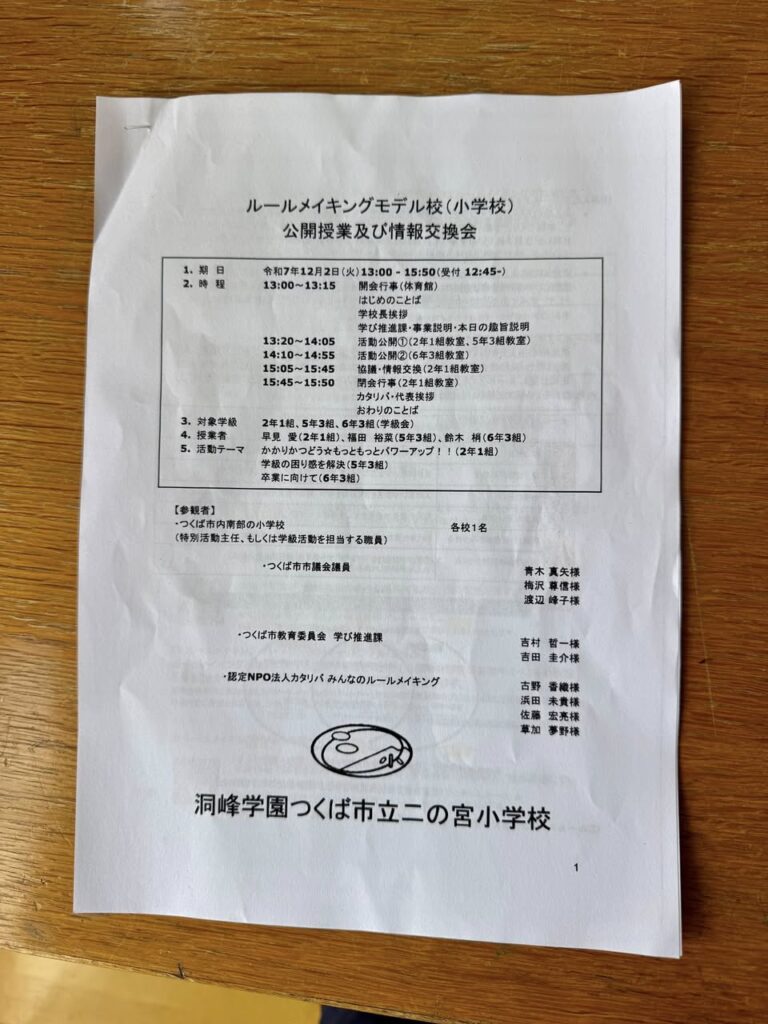 ルールメイキングモデル校(小学校)
公開授業及び情報交換会
1. 期 日 令和7年12月2日(火)13:00 - 15:50(受付 12:45-)
2. 時 程 13:00～13:15 開会行事(体育館)
はじめのことば
学校長挨拶
学び推進課・事業説明・本日の趣旨説明
13:20～14:05 活動公開①(2年1組教室、5年3組教室)
14:10～14:55 活動公開②(6年3組教室)
15:05～15:45 協議・情報交換(2年1組教室)
15:45～15:50 閉会行事(2年1組教室)
カタリバ・代表挨拶
おわりのことば
3. 対象学級 2年1組、5年3組、6年3組(学級会)
4. 授業者 早見 愛(2年1組)、福田 裕菜(5年3組)、鈴木 梢(6年3組)
5. 活動テーマ かかりかつどう☆もっともっとパワーアップ！！(2年1組)
学級の困り感を解決(5年3組)
卒業に向けて(6年3組)
【参観者】
・つくば市内南部の小学校 各校1名
(特別活動主任、もしくは学級活動を担当する職員)
・つくば市市議会議員 青木 真矢様
梅沢 尊信様
渡辺 峰子様
・つくば市教育委員会 学び推進課 吉村 哲一様
吉田 圭介様
・認定NPO法人カタリバ みんなのルールメイキング 古野 香織様
浜田 未貴様
佐藤 宏亮様
草加 夢野様
洞峰学園つくば市立二の宮小学校
1